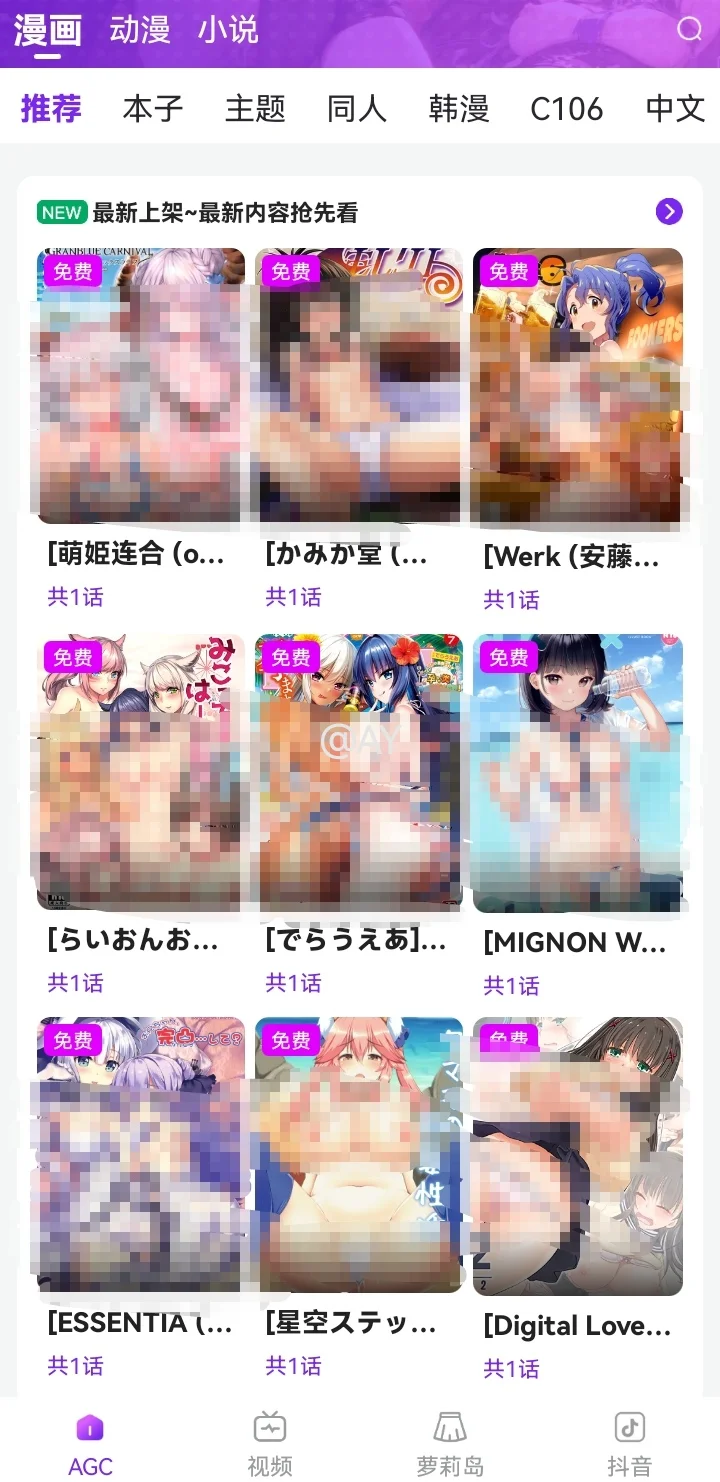 漫画 动漫 小说
推荐 本子 主题 同人 韩漫 C106 中文
NEW 最新上架~最新内容抢先看
GRANBLUE CARNIVAL
免费 免费 免费
[萌姫连合 (o... [かみか堂 (... [Werk (安藤...
共1话 共1话 共1话
免费 免费 免费
@AY
[らいおんお... [でらうえあ]... [MIGNON W...
共1话 共1话 共1话
免费 免费 免费
[ESSENTIA (... [星空ステッ... [Digital Love...
共1话 共1话 共1话
AGC 视频 萝莉岛 抖音